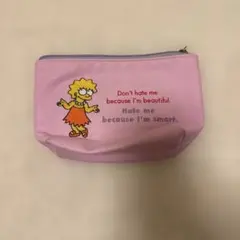 Don't hate me
because I'm beautiful.
Hate me
because I'm smart.